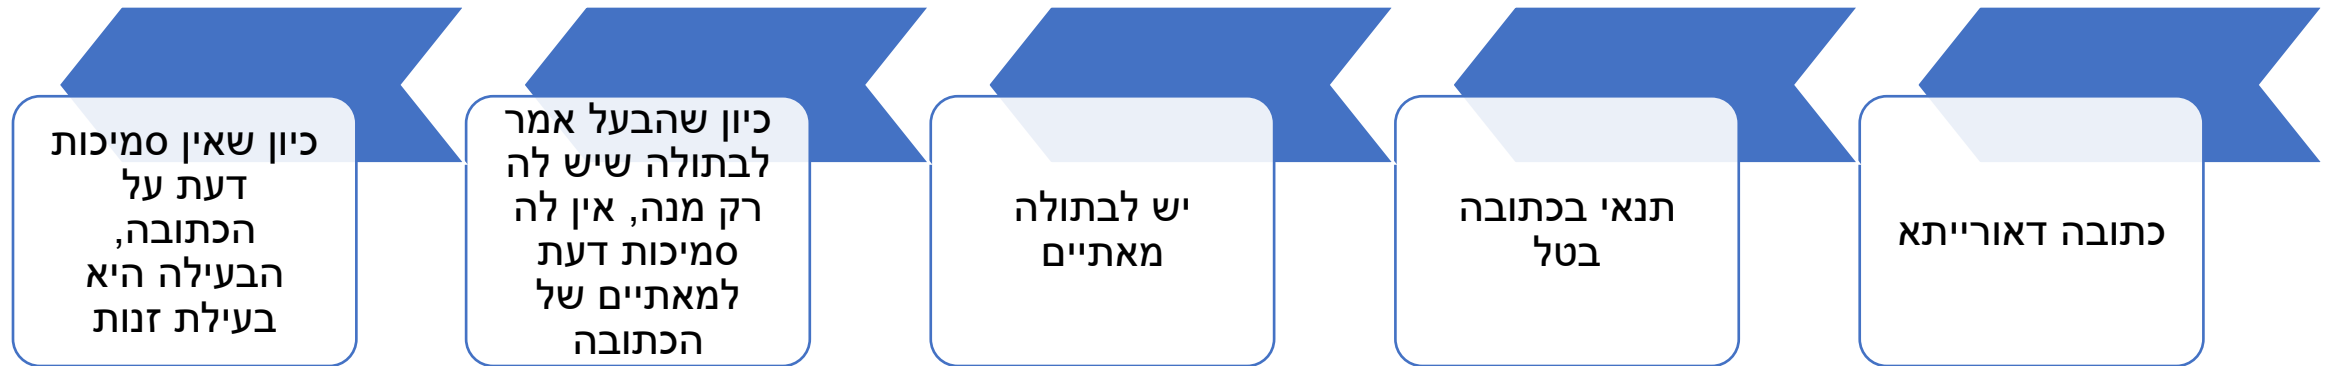 כתובה דאורייתא
תנאי בכתובה
בטל
יש לבתולה
מאתיים
כיון שהבעל אמר
לבתולה שיש לה
רק מנה, אין לה
סמיכות דעת
למאתיים של
הכתובה
כיון שאין סמיכות
דעת על
הכתובה,
הבעילה היא
בעילת זנות